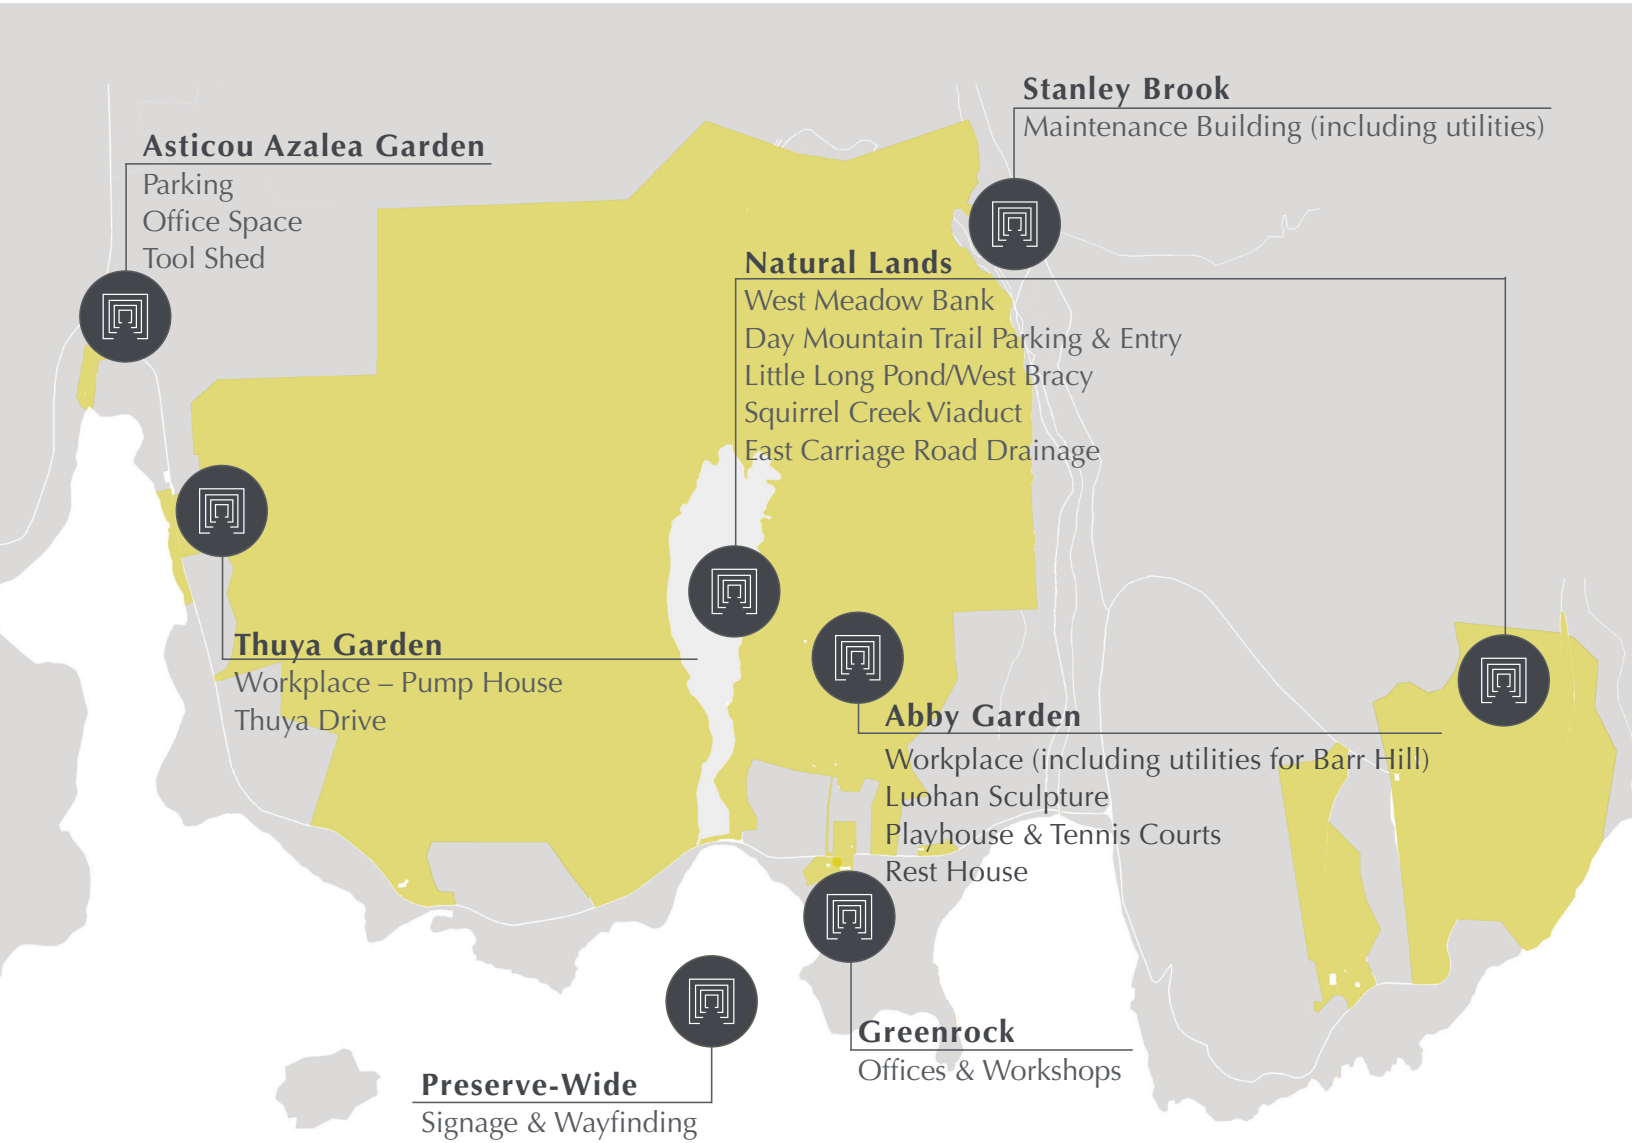 Stanley Brook
Maintenance Building (including utilities)
Asticou Azalea Garden
Parking
Office Space
Tool Shed
Natural Lands
West Meadow Bank
Day Mountain Trail Parking & Entry
Little Long Pond/West Bracy
Squirrel Creek Viaduct
East Carriage Road Drainage
Thuya Garden
Workplace – Pump House
Thuya Drive
Abby Garden
Workplace (including utilities for Barr Hill)
Luohan Sculpture
Playhouse & Tennis Courts
Rest House
Greenrock
Offices & Workshops
Preserve-Wide
Signage & Wayfinding